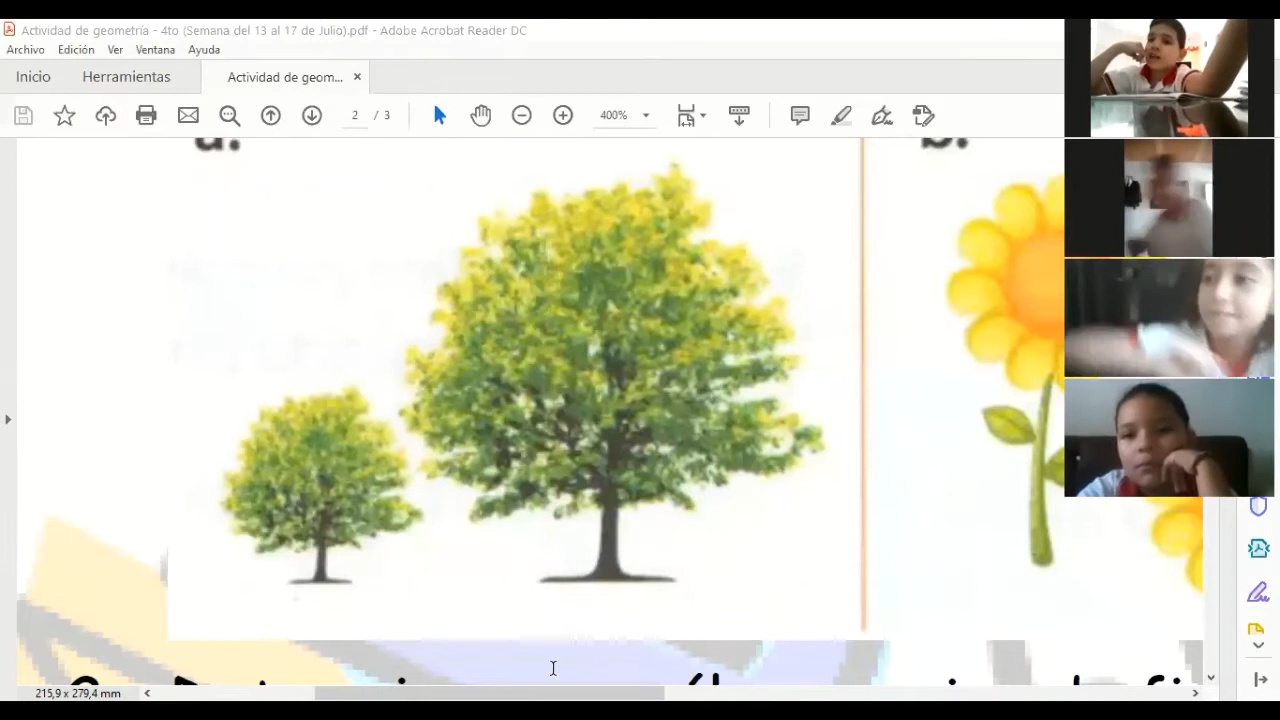 Actividad de geometría - 4to (Semana del 13 al 17 de Julio).pdf - Adobe Acrobat Reader DC
Archivo Edición Ver Ventana Ayuda
Inicio Herramientas Actividad de geom... ×
2 / 3 400%
a. b.
215,9 x 279,4 mm